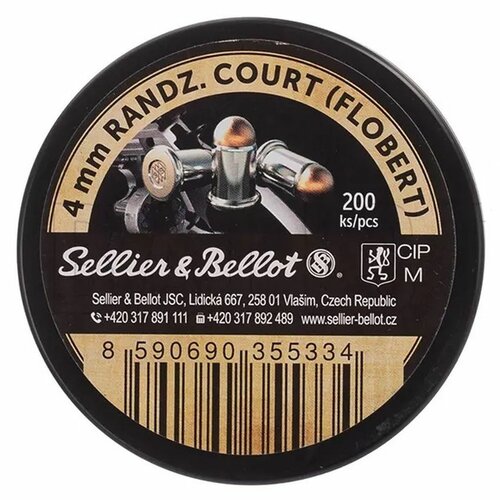 4 mm RANDZ. COURT (FLOBERT)
200
ks/pcs
Sellier & Bellot ®
CIP
M
Sellier & Bellot JSC, Lidická 667, 258 01 Vlašim, Czech Republic
+420 317 891 111 +420 317 892 489 www.sellier-bellot.cz
8 590690 355334